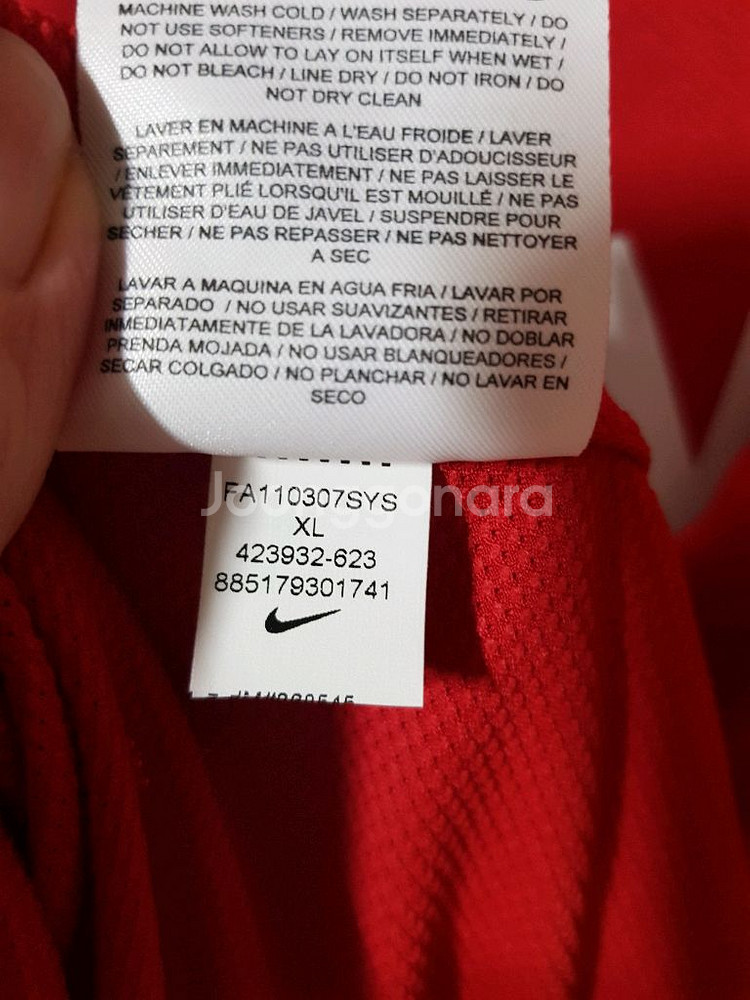 MACHINE WASH COLD / WASH SEPARATELY / DO
NOT USE SOFTENERS / REMOVE IMMEDIATELY /
DO NOT ALLOW TO LAY ON ITSELF WHEN WET /
DO NOT BLEACH / LINE DRY / DO NOT IRON / DO
NOT DRY CLEAN
LAVER EN MACHINE A L'EAU FROIDE / LAVER
SEPAREMENT / NE PAS UTILISER D'ADOUCISSEUR
/ ENLEVER IMMEDIATEMENT / NE PAS LAISSER LE
VÊTEMENT PLIÉ LORSQU'IL EST MOUILLÉ / NE PAS
UTILISER D'EAU DE JAVEL / SUSPENDRE POUR
SECHER / NE PAS REPASSER / NE PAS NETTOYER
A SEC
LAVAR A MAQUINA EN AGUA FRIA / LAVAR POR
SEPARADO / NO USAR SUAVIZANTES / RETIRAR
INMEDIATAMENTE DE LA LAVADORA / NO DOBLAR
PRENDA MOJADA / NO USAR BLANQUEADORES /
SECAR COLGADO / NO PLANCHAR / NO LAVAR EN
SECO
FA110307SYS
Joonggonara
XL
423932-623
885179301741